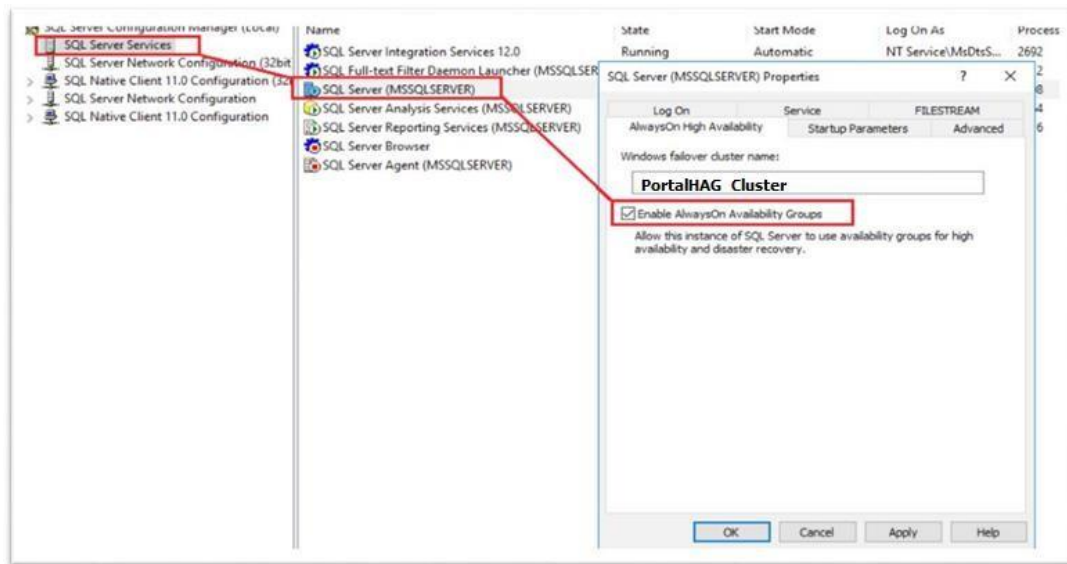 SQL Server Configuration Manager (Local)
SQL Server Services
SQL Server Network Configuration (32bit
SQL Native Client 11.0 Configuration (32
SQL Server Network Configuration
SQL Native Client 11.0 Configuration
Name State Start Mode Log On As Process
SQL Server Integration Services 12.0 Running Automatic NT Service\MsDtsS... 2692
SQL Full-text Filter Daemon Launcher (MSSQLSER 2
SQL Server (MSSQLSERVER) 8
SQL Server Analysis Services (MSSQLSERVER) 4
SQL Server Reporting Services (MSSQLSERVER) 6
SQL Server Browser
SQL Server Agent (MSSQLSERVER)
SQL Server (MSSQLSERVER) Properties ? ×
Log On Service FILESTREAM
AlwaysOn High Availability Startup Parameters Advanced
Windows failover cluster name:
PortalHAG Cluster
Enable AlwaysOn Availability Groups
Allow this instance of SQL Server to use availability groups for high
availability and disaster recovery.
OK Cancel Apply Help